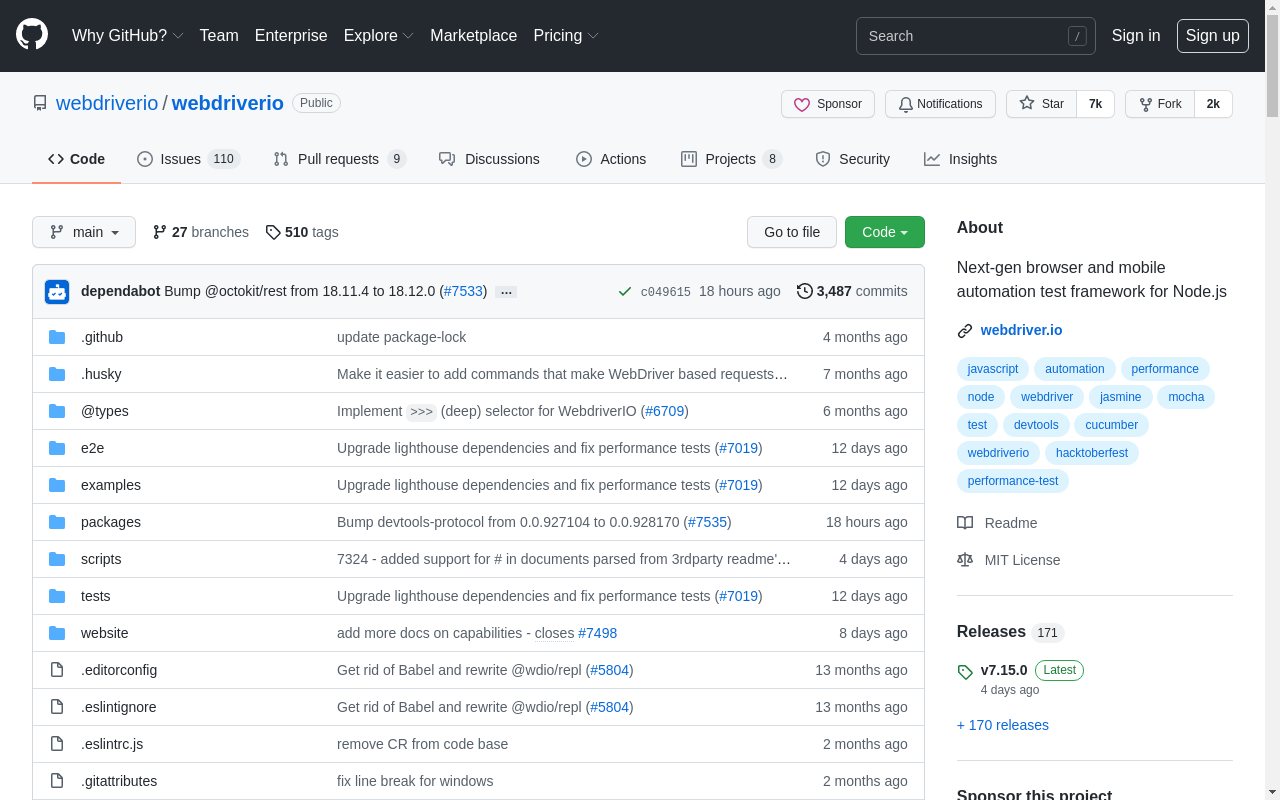 Why GitHub? Team Enterprise Explore Marketplace Pricing Search / Sign in Sign up
webdriverio / webdriverio Public Sponsor Notifications Star 7k Fork 2k
Code Issues 110 Pull requests 9 Discussions Actions Projects 8 Security Insights
main 27 branches 510 tags Go to file Code
dependabot Bump @octokit/rest from 18.11.4 to 18.12.0 (#7533) ... c049615 18 hours ago 3,487 commits
.github update package-lock 4 months ago
.husky Make it easier to add commands that make WebDriver based requests… 7 months ago
@types Implement >>> (deep) selector for WebdriverIO (#6709) 6 months ago
e2e Upgrade lighthouse dependencies and fix performance tests (#7019) 12 days ago
examples Upgrade lighthouse dependencies and fix performance tests (#7019) 12 days ago
packages Bump devtools-protocol from 0.0.927104 to 0.0.928170 (#7535) 18 hours ago
scripts 7324 - added support for # in documents parsed from 3rdparty readme'… 4 days ago
tests Upgrade lighthouse dependencies and fix performance tests (#7019) 12 days ago
website add more docs on capabilities - closes #7498 8 days ago
.editorconfig Get rid of Babel and rewrite @wdio/repl (#5804) 13 months ago
.eslintignore Get rid of Babel and rewrite @wdio/repl (#5804) 13 months ago
.eslintrc.js remove CR from code base 2 months ago
.gitattributes fix line break for windows 2 months ago
About
Next-gen browser and mobile
automation test framework for Node.js
webdriver.io
javascript automation performance
node webdriver jasmine mocha
test devtools cucumber
webdriverio hacktoberfest
performance-test
Readme
MIT License
Releases 171
v7.15.0 Latest
4 days ago
+ 170 releases
Sponsor this project